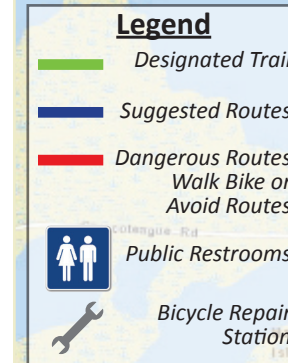 Legend
Designated Trail
Suggested Routes
Dangerous Routes
Walk Bike or
Avoid Routes
Public Restrooms
Bicycle Repair
Station